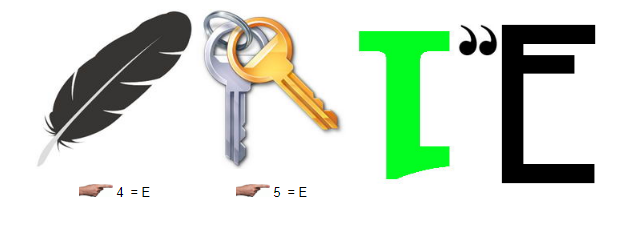 ”E
4 = E 5 = E